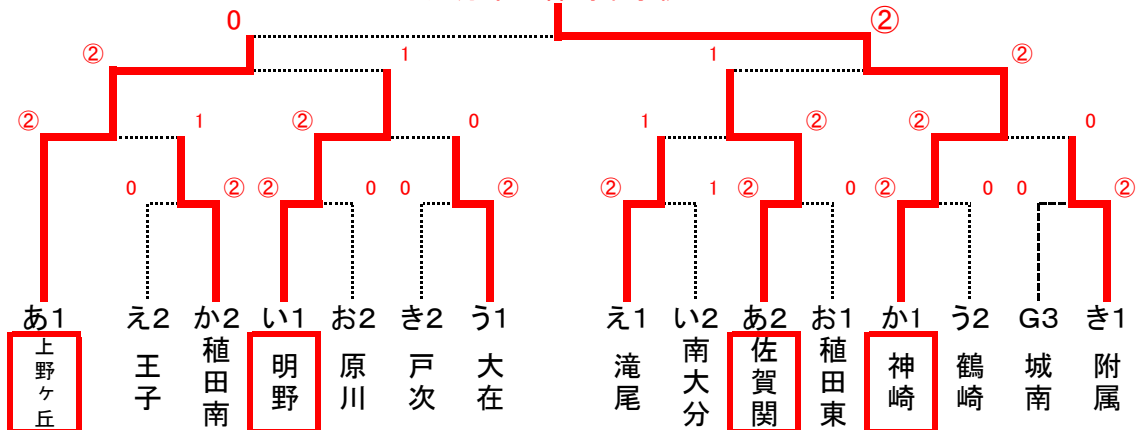 0 ②
② 1 1 ②
② 1 ② 0 1 ② ② 0
0 ② ② 0 0 ② ② 1 ② 0 ② 0 0 ②
あ1 え2 か2 い1 お2 き2 う1 え1 い2 あ2 お1 か1 う2 G3 き1
上野ヶ丘 王子 稙田南 明野 原川 戸次 大在 滝尾 南大分 佐賀関 稙田東 神崎 鶴崎 城南 附属